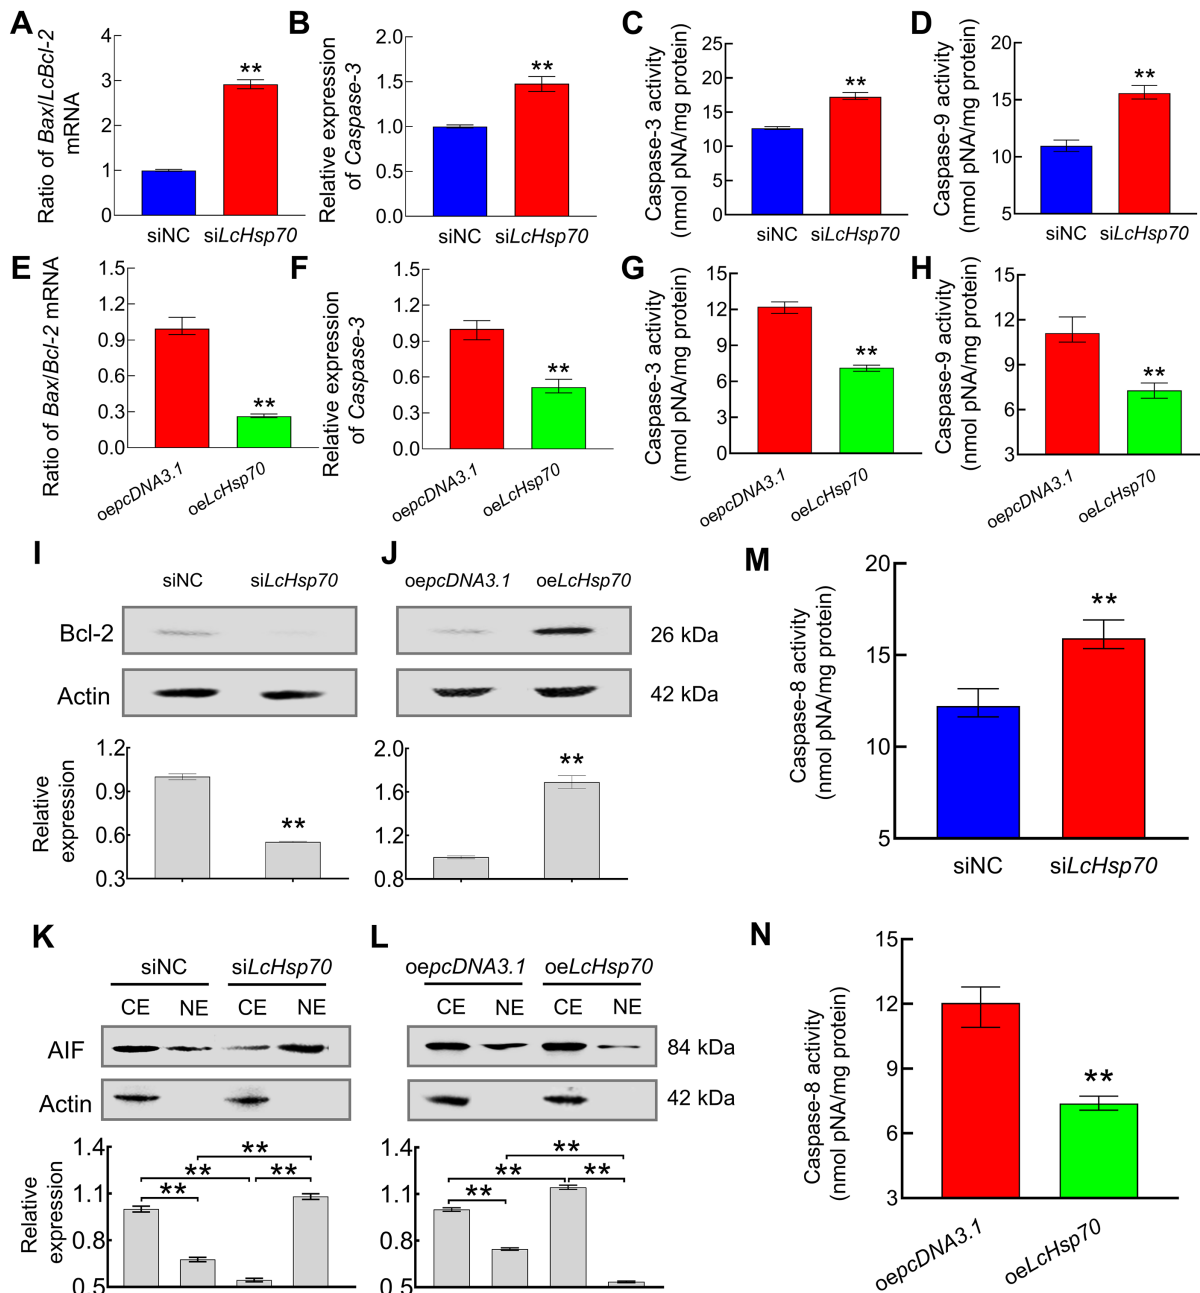 A
Ratio of Bax/LcBcl-2
mRNA
4
3
2
1
0
**
siNC
siLcHsp70
B
Relative expression
of Caspase-3
2.0
1.5
1.0
0.5
0.0
**
siNC
siLcHsp70
C
Caspase-3 activity
(nmol pNA/mg protein)
25
20
15
10
5
0
**
siNC
siLcHsp70
D
Caspase-9 activity
(nmol pNA/mg protein)
20
15
10
5
**
siNC
siLcHsp70
E
Ratio of Bax/Bcl-2 mRNA
1.5
1.2
0.9
0.6
0.3
0.0
**
oepcDNA3.1
oeLcHsp70
F
Relative expression
of Caspase-3
1.5
1.2
0.9
0.6
0.3
0.0
**
oepcDNA3.1
oeLcHsp70
G
Caspase-3 activity
(nmol pNA/mg protein)
15
12
9
6
3
0
**
oepcDNA3.1
oeLcHsp70
H
Caspase-9 activity
(nmol pNA/mg protein)
15
12
9
6
3
**
oepcDNA3.1
oeLcHsp70
I
siNC
siLcHsp70
Bcl-2
Actin
Relative
expression
1.2
0.9
0.6
0.3
**
J
oepcDNA3.1
oeLcHsp70
26 kDa
42 kDa
2.0
1.6
1.2
0.8
**
M
Caspase-8 activity
(nmol pNA/mg protein)
20
15
10
5
**
siNC
siLcHsp70
K
siNC
siLcHsp70
CE
NE
CE
NE
AIF
Actin
Relative
expression
1.4
1.1
0.8
0.5
**
**
**
**
L
oepcDNA3.1
oeLcHsp70
CE
NE
CE
NE
84 kDa
42 kDa
1.4
1.1
0.8
0.5
**
**
**
**
N
Caspase-8 activity
(nmol pNA/mg protein)
15
12
9
6
3
**
oepcDNA3.1
oeLcHsp70